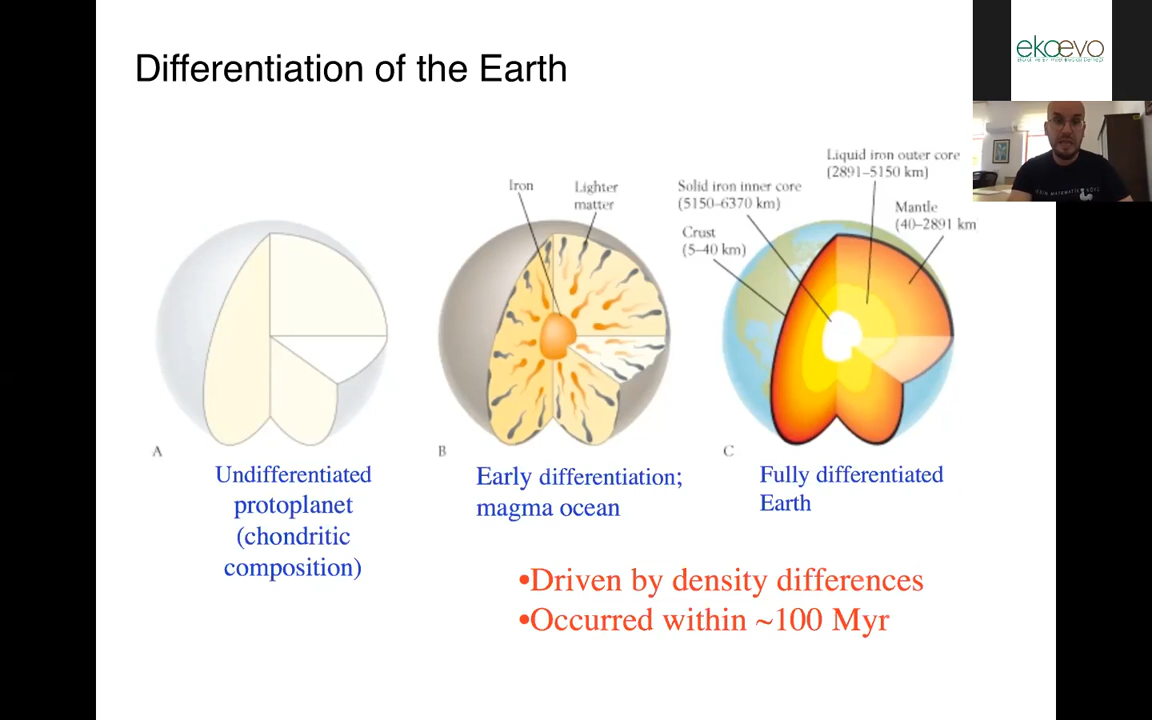 Differentiation of the Earth
ekoevo
Iron
Lighter
matter
Solid iron inner core
(5150–6370 km)
Crust
(5–40 km)
Liquid iron outer core
(2891–5150 km)
Mantle
(40–2891 km
A
B
C
Undifferentiated
protoplanet
(chondritic
composition)
Early differentiation;
magma ocean
Fully differentiated
Earth
•Driven by density differences
•Occurred within ~100 Myr